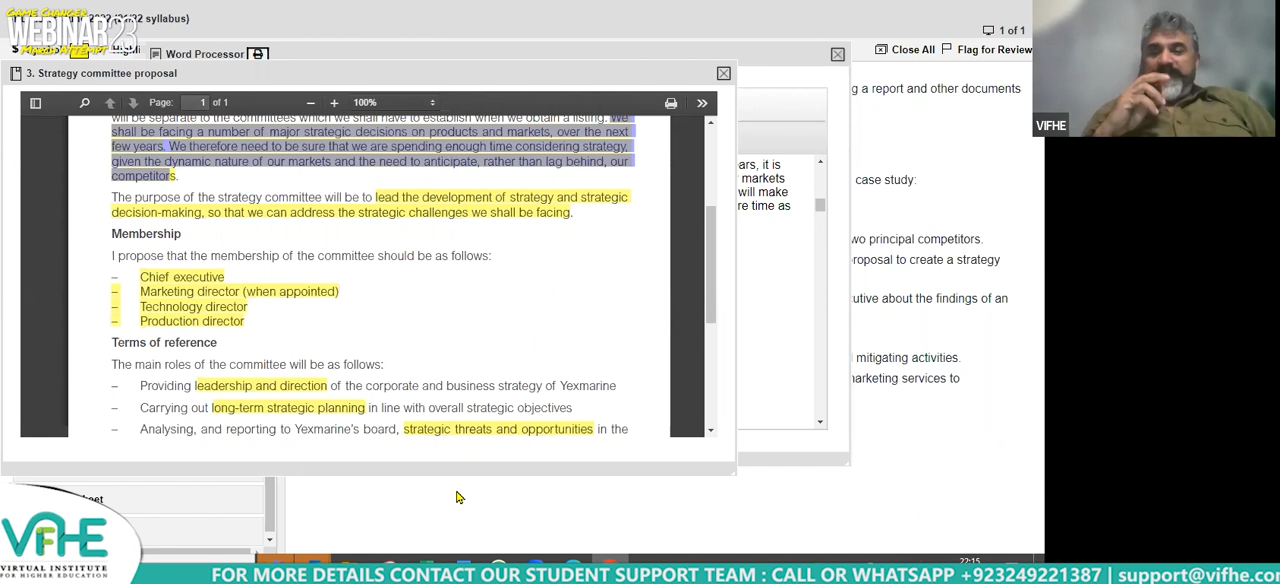 2022 (21/22 syllabus)
GAME CHANGER
WEBINAR'23
MARCH ATTEMPT
Word Processor
1 of 1
Close All
Flag for Review
3. Strategy committee proposal
Page: 1 of 1
100%
VIFHE
will be separate to the committees which we shall have to establish when we obtain a listing. We
shall be facing a number of major strategic decisions on products and markets, over the next
few years. We therefore need to be sure that we are spending enough time considering strategy,
given the dynamic nature of our markets and the need to anticipate, rather than lag behind, our
competitors.
The purpose of the strategy committee will be to lead the development of strategy and strategic
decision-making, so that we can address the strategic challenges we shall be facing.
Membership
I propose that the membership of the committee should be as follows:
– Chief executive
– Marketing director (when appointed)
– Technology director
– Production director
Terms of reference
The main roles of the committee will be as follows:
– Providing leadership and direction of the corporate and business strategy of Yexmarine
– Carrying out long-term strategic planning in line with overall strategic objectives
– Analysing, and reporting to Yexmarine's board, strategic threats and opportunities in the
ars, it is
markets
will make
re time as
g a report and other documents
case study:
wo principal competitors.
roposal to create a strategy
utive about the findings of an
mitigating activities.
arketing services to
22:15
VIFHE
VIRTUAL INSTITUTE
FOR HIGHER EDUCATION
FOR MORE DETAILS CONTACT OUR STUDENT SUPPORT TEAM : CALL OR WHATSAPP +923249221387 | support@vifhe.co